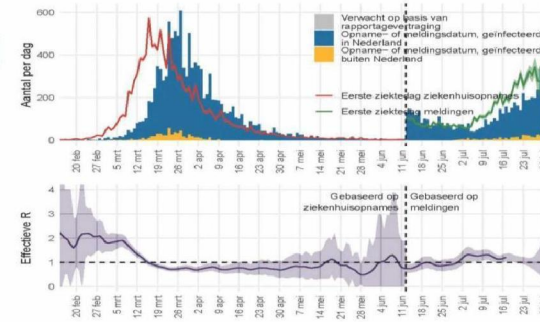 Verwacht op basis van
rapportagevertraging
Opname– of meldingsdatum, geïnfecteerd
in Nederland
Opname– of meldingsdatum, geïnfecteerd
buiten Nederland
Eerste ziektedag ziekenhuisopnames
Eerste ziektedag meldingen
Aantal per dag
600
400
200
0
20 feb
27 feb
5 mrt
12 mrt
19 mrt
26 mrt
2 apr
9 apr
16 apr
23 apr
30 apr
7 mei
14 mei
21 mei
28 mei
4 jun
11 jun
18 jun
25 jun
2 jul
9 jul
16 jul
23 jul
Gebaseerd op
ziekenhuisopnames
Gebaseerd op
meldingen
Effectieve R
4
3
2
1
0
20 feb
27 feb
5 mrt
12 mrt
19 mrt
26 mrt
2 apr
9 apr
16 apr
23 apr
30 apr
7 mei
14 mei
21 mei
28 mei
4 jun
11 jun
18 jun
25 jun
2 jul
9 jul
16 jul
23 jul